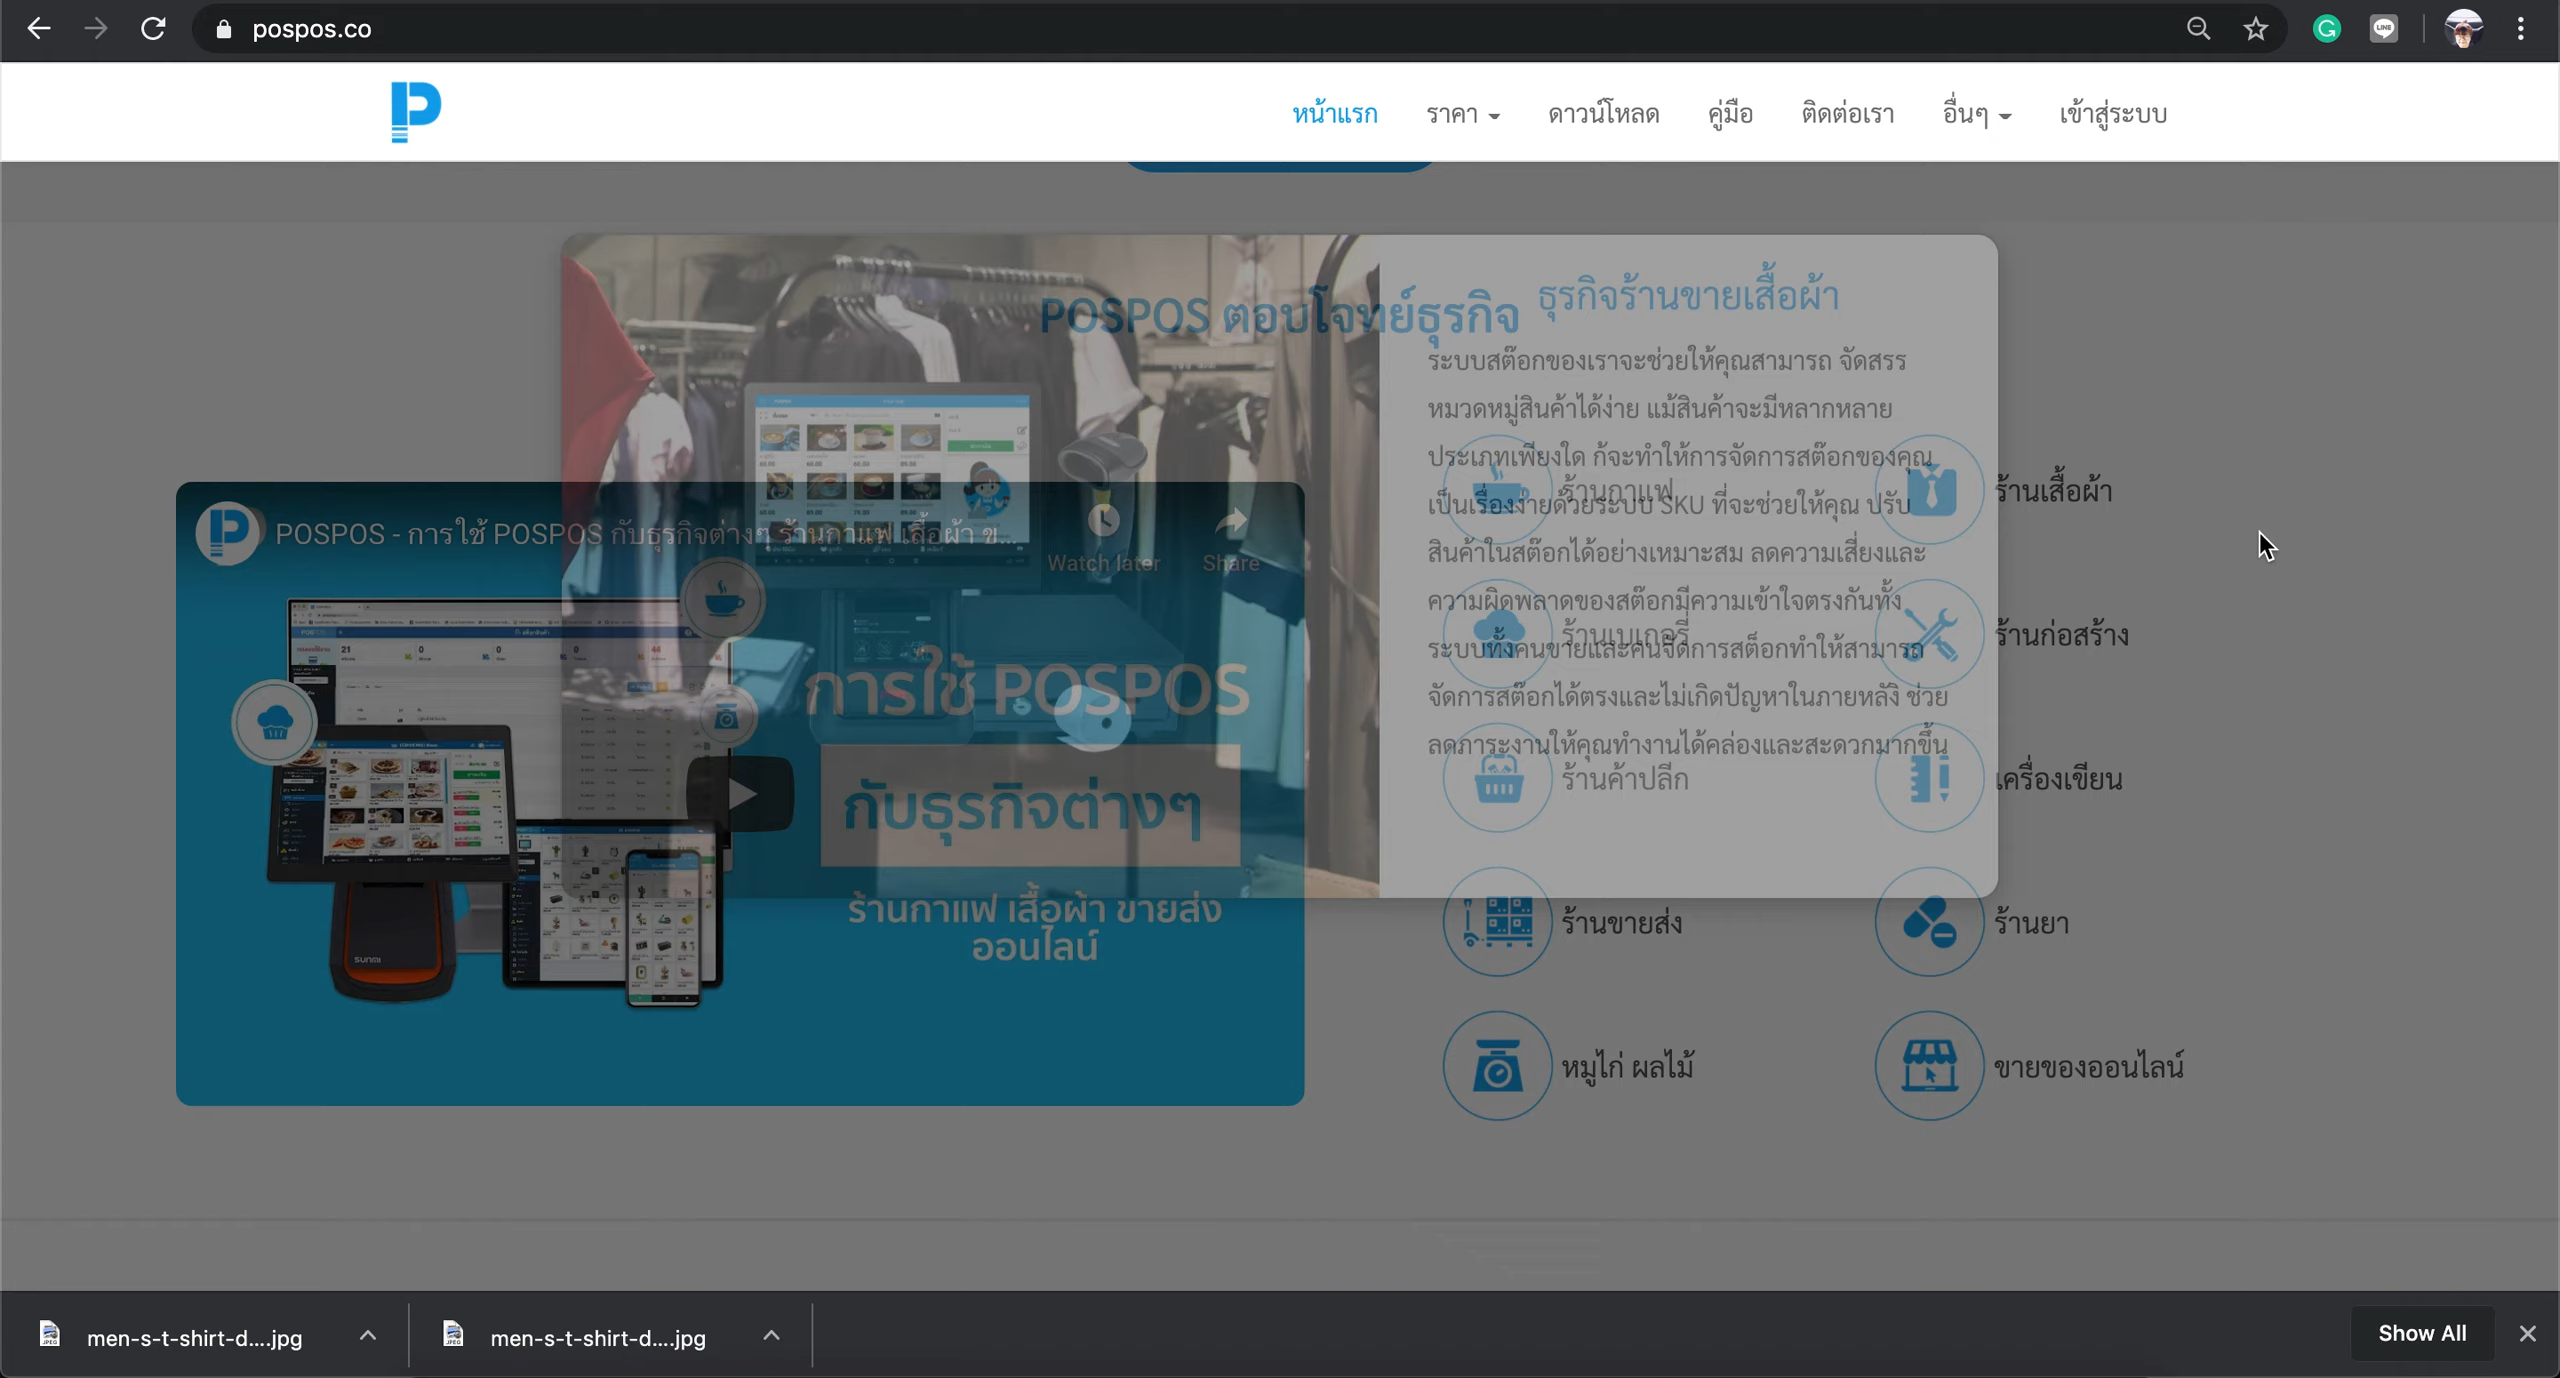 pospos.co
หน้าแรก
ราคา
ดาวน์โหลด
คู่มือ
ติดต่อเรา
อื่นๆ
เข้าสู่ระบบ
POSPOS ตอบโจทย์ธุรกิจ
ธุรกิจร้านขายเสื้อผ้า
ระบบสต๊อกของเราจะช่วยให้คุณสามารถ จัดสรร
หมวดหมู่สินค้าได้ง่าย แม้สินค้าจะมีหลากหลาย
ประเภทเพียงใด ก็จะทำให้การจัดการสต๊อกของคุณ
เป็นเรื่องง่ายด้วยระบบ SKU ที่จะช่วยให้คุณ ปรับ
สินค้าในสต๊อกได้อย่างเหมาะสม ลดความเสี่ยงและ
ความผิดพลาดของสต๊อกมีความเข้าใจตรงกันทั้ง
ระบบทั้งคนขายและคนจัดการสต็อกทำให้สามารถ
จัดการสต๊อกได้ตรงและไม่เกิดปัญหาในภายหลัง ช่วย
ลดภาระงานให้คุณทำงานได้คล่องและสะดวกมากขึ้น
POSPOS - การใช้ POSPOS กับธุรกิจต่างๆ ร้านกาแฟ เสื้อผ้า ข...
Watch later
Share
การใช้ POSPOS
กับธุรกิจต่างๆ
ร้านกาแฟ เสื้อผ้า ขายส่ง
ออนไลน์
SUNMI
ร้านกาแฟ
ร้านเสื้อผ้า
ร้านเบเกอรี่
ร้านก่อสร้าง
ร้านค้าปลีก
เครื่องเขียน
ร้านขายส่ง
ร้านยา
หมูไก่ ผลไม้
ขายของออนไลน์
men-s-t-shirt-d....jpg
men-s-t-shirt-d....jpg
Show All